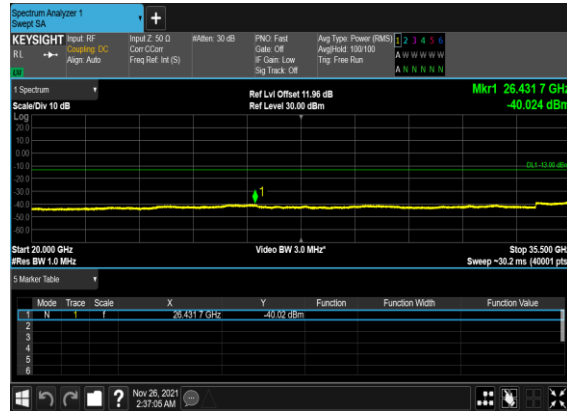 Spectrum Analyzer 1
Swept SA
+
KEYSIGHT Input: RF Input Z: 50 Ω #Atten: 30 dB PNO: Fast Avg Type: Power (RMS) 1 2 3 4 5 6
RL Coupling: DC Corr CCorr Gate: Off Avg|Hold: 100/100 A W W W W W
Align: Auto Freq Ref: Int (S) IF Gain: Low Trig: Free Run A N N N N N
Sig Track: Off
1 Spectrum Ref Lvl Offset 11.96 dB Mkr1 26.431 7 GHz
Scale/Div 10 dB Ref Level 30.00 dBm -40.024 dBm
Log
20.0
10.0
0.00
-10.0 DL1 -13.00 dBm
-20.0
-30.0 1
-40.0
-50.0
-60.0
Start 20.000 GHz Video BW 3.0 MHz* Stop 35.500 GHz
#Res BW 1.0 MHz Sweep ~30.2 ms (40001 pts
5 Marker Table
Mode Trace Scale X Y Function Function Width Function Value
1 N 1 f 26.431 7 GHz -40.02 dBm
2
3
4
5
6
? Nov 26, 2021
2:37:05 AM